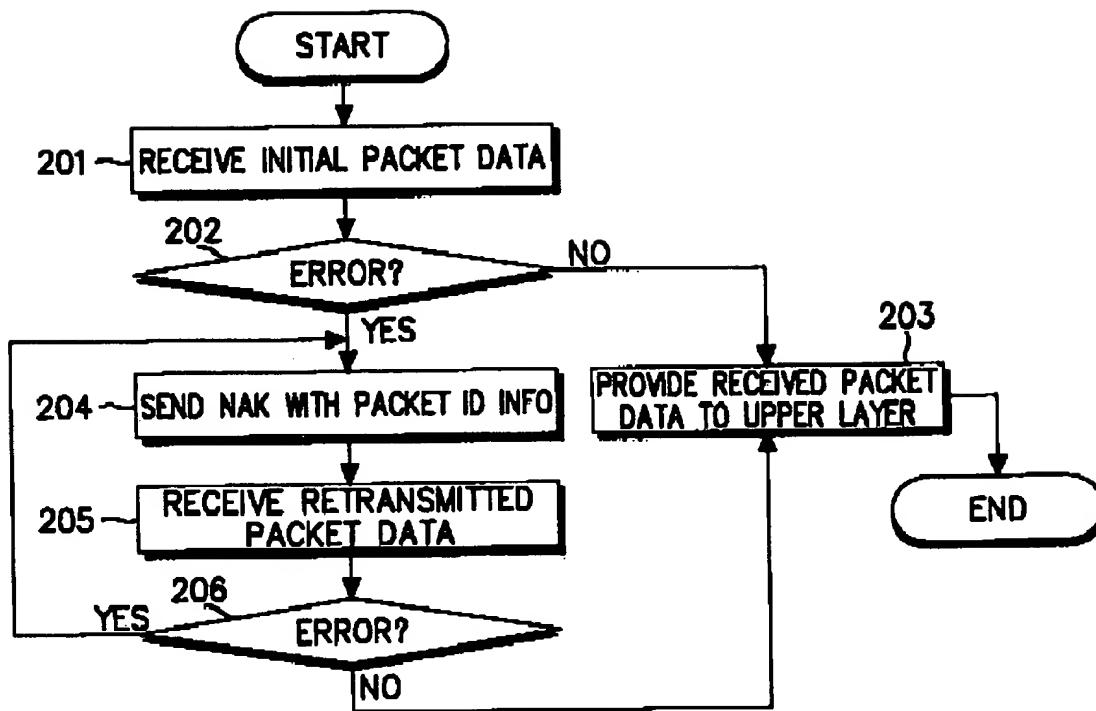 START
201
RECEIVE INITIAL PACKET DATA
202
ERROR?
NO
YES
203
PROVIDE RECEIVED PACKET
DATA TO UPPER LAYER
204
SEND NAK WITH PACKET ID INFO
205
RECEIVE RETRANSMITTED
PACKET DATA
END
206
YES
ERROR?
NO